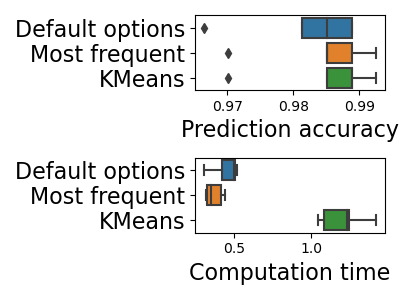 Default options
Most frequent
KMeans
0.97 0.98 0.99
Prediction accuracy
Default options
Most frequent
KMeans
0.5 1.0
Computation time